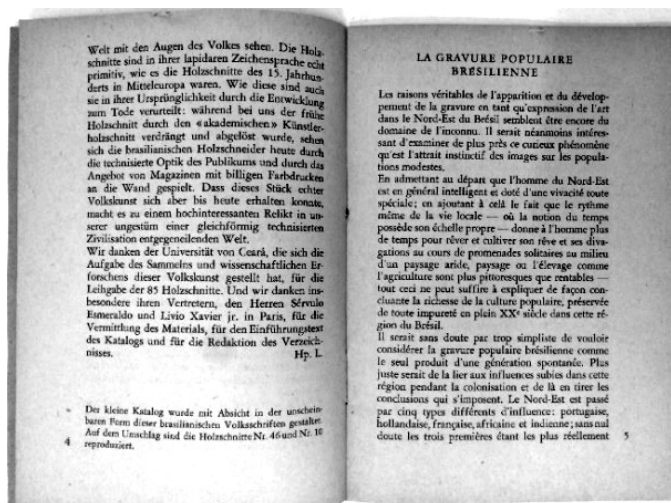 Welt mit den Augen des Volkes sehen. Die Holz-
schnitte sind in ihrer lapidaren Zeichensprache echt
primitiv, wie es die Holzschnitte des 15. Jahrhun-
derts in Mitteleuropa waren. Wie diese sind auch
sie in ihrer Ursprünglichkeit durch die Entwicklung
zum Tode verurteilt: während bei uns der frühe
Holzschnitt durch den «akademischen» Künstler-
holzschnitt verdrängt und abgelöst wurde, sehen
sich die brasilianischen Holzschneider heute durch
die technisierte Optik des Publikums und durch das
Angebot von Magazinen mit billigen Farbdrucken
an die Wand gespielt. Dass dieses Stück echter
Volkskunst sich aber bis heute erhalten konnte,
macht es zu einem hochinteressanten Relikt in un-
serer ungestüm einer gleichförmig technisierten
Zivilisation entgegeneilenden Welt.
Wir danken der Universität von Ceará, die sich die
Aufgabe des Sammelns und wissenschaftlichen Er-
forschens dieser Volkskunst gestellt hat, für die
Leihgabe der 85 Holzschnitte. Und wir danken ins-
besondere ihren Vertretern, den Herren Sérvulo
Esmeraldo und Livio Xavier jr. in Paris, für die
Vermittlung des Materials, für den Einführungstext
des Katalogs und für die Redaktion des Verzeich-
nisses. Hp. L.
Der kleine Katalog wurde mit Absicht in der unschein-
baren Form dieser brasilianischen Volksschriften gestaltet.
Auf dem Umschlag sind die Holzschnitte Nr. 46 und Nr. 10
reproduziert.
4
LA GRAVURE POPULAIRE
BRÉSILIENNE
Les raisons véritables de l'apparition et du dévelop-
pement de la gravure en tant qu'expression de l'art
dans le Nord-Est du Brésil semblent être encore du
domaine de l'inconnu. Il serait néanmoins intéres-
sant d'examiner de plus près ce curieux phénomène
qu'est l'attrait instinctif des images sur les popula-
tions modestes.
En admettant au départ que l'homme du Nord-Est
est en général intelligent et doté d'une vivacité toute
spéciale; en ajoutant à celà le fait que le rythme
même de la vie locale — où la notion du temps
possède son échelle propre — donne à l'homme plus
de temps pour rêver et cultiver son rêve et ses diva-
gations au cours de promenades solitaires au milieu
d'un paysage aride, paysage ou l'élevage comme
l'agriculture sont plus pittoresques que rentables —
tout ceci ne peut suffire à expliquer de façon con-
cluante la richesse de la culture populaire, préservée
de toute impureté en plein XXe siècle dans cette ré-
gion du Brésil.
Il serait sans doute par trop simpliste de vouloir
considérer la gravure populaire brésilienne comme
le seul produit d'une génération spontanée. Plus
juste serait de la lier aux influences subies dans cette
région pendant la colonisation et de là en tirer les
conclusions qui s'imposent. Le Nord-Est est passé
par cinq types différents d'influence: portugaise,
hollandaise, française, africaine et indienne; sans nul
doute les trois premières étant les plus réellement
5